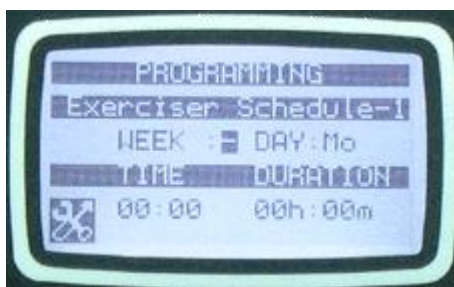 PROGRAMMING
Exerciser Schedule-1
WEEK :- DAY:Mo
TIME DURATION
00:00 00h:00m